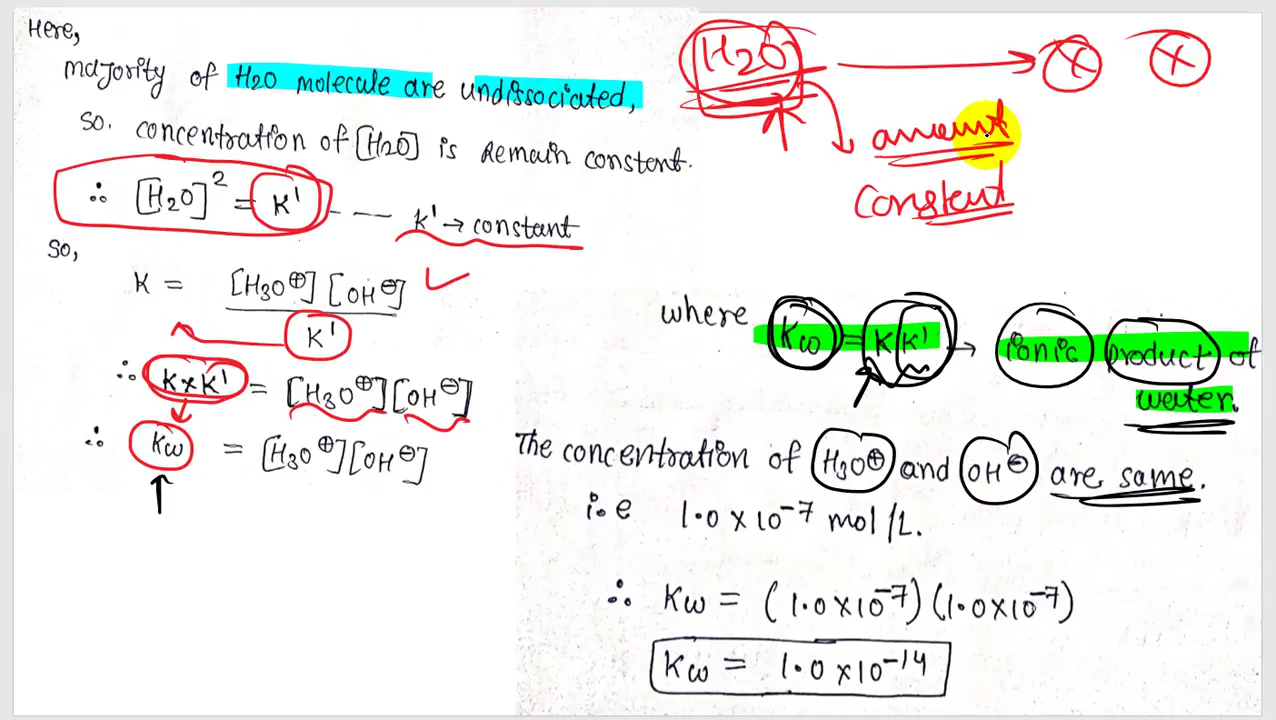 Here,
majority of H2O molecule are undissociated,
so. concentration of [H2O] is Remain constant.
∴ [H2O]² = K' - - — K' → constant
So,
K = [H3O⊕] [OH⊖]
K'
∴ K×K' = [H3O⊕][OH⊖]
∴ Kw = [H3O⊕][OH⊖]
H2O → X X
amount
Constent
where Kw = KK' → ionic product of
water.
The concentration of H3O⊕ and OH⊖ are same.
i.e 1.0 × 10⁻⁷ mol/L.
∴ Kw = (1.0×10⁻⁷)(1.0×10⁻⁷)
Kw = 1.0×10⁻¹⁴